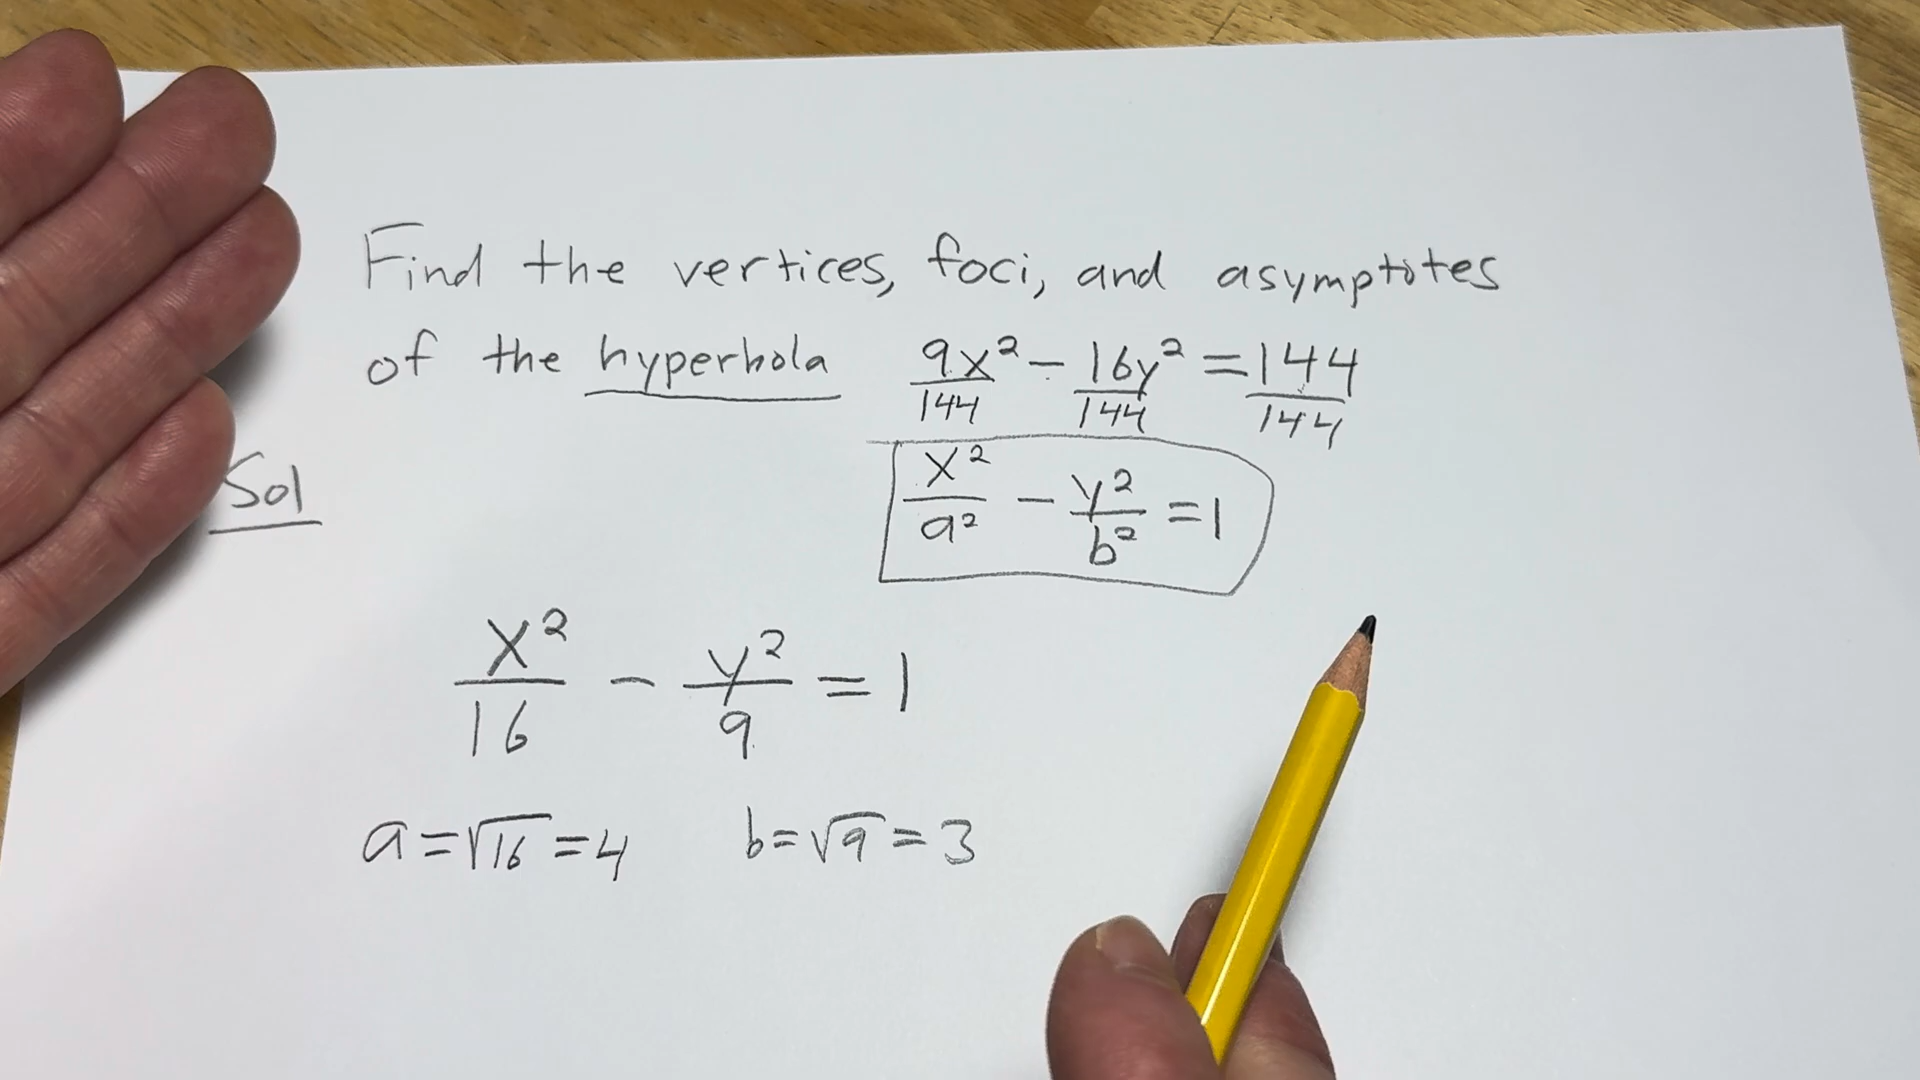 Find the vertices, foci, and asymptotes
of the hyperbola 9x²/144 − 16y²/144 = 144/144
Sol
x²/a² − y²/b² = 1
x²/16 − y²/9 = 1
a = √16 = 4 b = √9 = 3